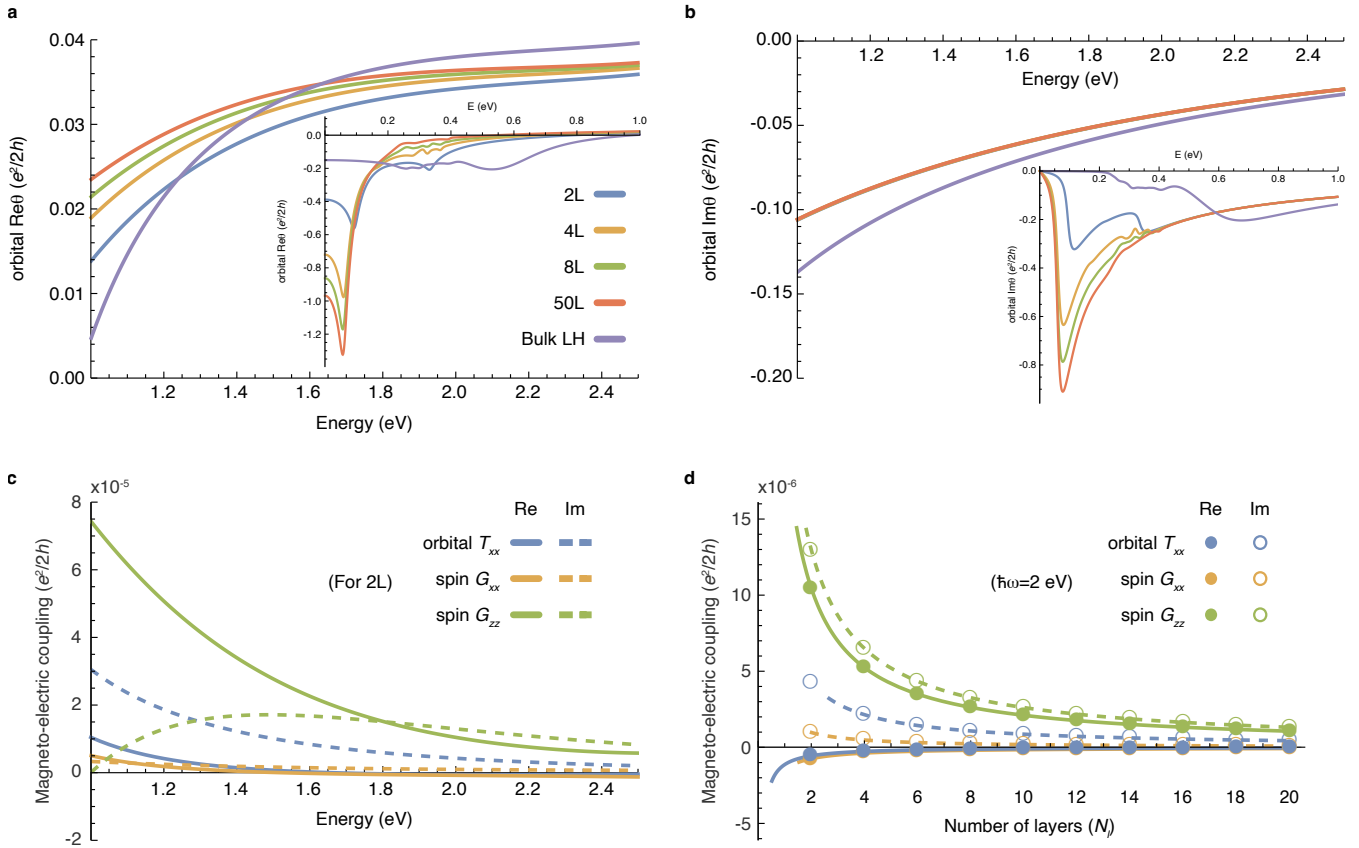 a
orbital Reθ (e²/2h)
0.04
0.03
0.02
0.01
0.00
1.2 1.4 1.6 1.8 2.0 2.2 2.4
Energy (eV)
E (eV)
0.2 0.4 0.6 0.8 1.0
orbital Reθ (e²/2h)
0.0
-0.2
-0.4
-0.6
-0.8
-1.0
-1.2
2L
4L
8L
50L
Bulk LH
b
orbital Imθ (e²/2h)
0.00
-0.05
-0.10
-0.15
-0.20
1.2 1.4 1.6 1.8 2.0 2.2 2.4
Energy (eV)
E (eV)
0.2 0.4 0.6 0.8 1.0
orbital Imθ (e²/2h)
0.0
-0.2
-0.4
-0.6
-0.8
c
x10⁻⁵
Magneto-electric coupling (e²/2h)
8
6
4
2
0
-2
Re Im
orbital Txx
(For 2L)
spin Gxx
spin Gzz
1.2 1.4 1.6 1.8 2.0 2.2 2.4
Energy (eV)
d
x10⁻⁶
Magneto-electric coupling (e²/2h)
15
10
5
0
-5
Re Im
orbital Txx
(ħω=2 eV)
spin Gxx
spin Gzz
2 4 6 8 10 12 14 16 18 20
Number of layers (Nl)